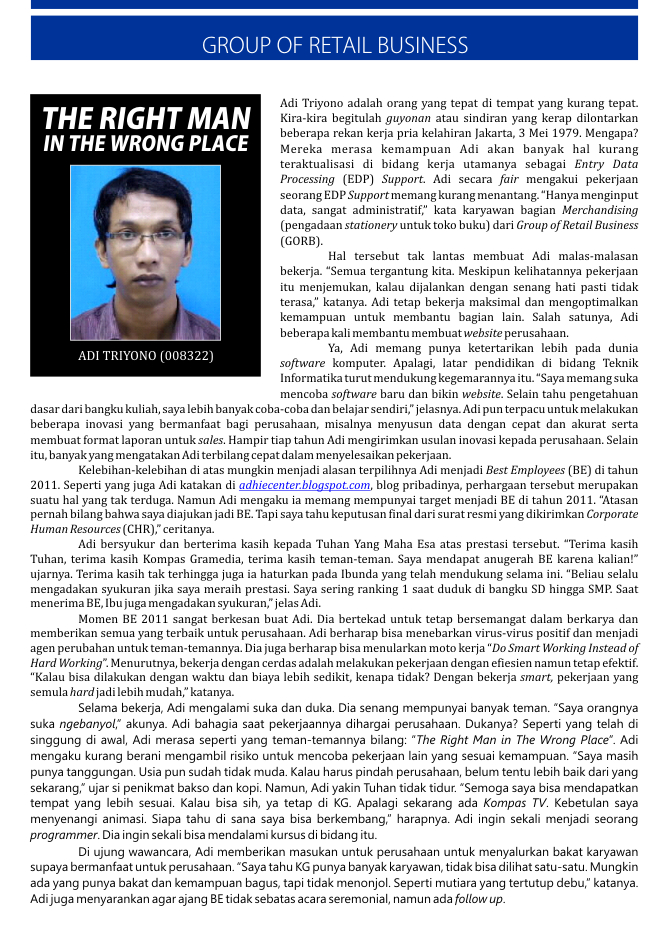 GROUP OF RETAIL BUSINESS
THE RIGHT MAN
IN THE WRONG PLACE
ADI TRIYONO (008322)
Adi Triyono adalah orang yang tepat di tempat yang kurang tepat.
Kira-kira begitulah guyonan atau sindiran yang kerap dilontarkan
beberapa rekan kerja pria kelahiran Jakarta, 3 Mei 1979. Mengapa?
Mereka merasa kemampuan Adi akan banyak hal kurang
teraktualisasi di bidang kerja utamanya sebagai Entry Data
Processing (EDP) Support. Adi secara fair mengakui pekerjaan
seorang EDP Support memang kurang menantang. “Hanya menginput
data, sangat administratif,” kata karyawan bagian Merchandising
(pengadaan stationery untuk toko buku) dari Group of Retail Business
(GORB).
Hal tersebut tak lantas membuat Adi malas-malasan
bekerja. “Semua tergantung kita. Meskipun kelihatannya pekerjaan
itu menjemukan, kalau dijalankan dengan senang hati pasti tidak
terasa,” katanya. Adi tetap bekerja maksimal dan mengoptimalkan
kemampuan untuk membantu bagian lain. Salah satunya, Adi
beberapa kali membantu membuat website perusahaan.
Ya, Adi memang punya ketertarikan lebih pada dunia
software komputer. Apalagi, latar pendidikan di bidang Teknik
Informatika turut mendukung kegemarannya itu. “Saya memang suka
mencoba software baru dan bikin website. Selain tahu pengetahuan
dasar dari bangku kuliah, saya lebih banyak coba-coba dan belajar sendiri,” jelasnya. Adi pun terpacu untuk melakukan
beberapa inovasi yang bermanfaat bagi perusahaan, misalnya menyusun data dengan cepat dan akurat serta
membuat format laporan untuk sales. Hampir tiap tahun Adi mengirimkan usulan inovasi kepada perusahaan. Selain
itu, banyak yang mengatakan Adi terbilang cepat dalam menyelesaikan pekerjaan.
Kelebihan-kelebihan di atas mungkin menjadi alasan terpilihnya Adi menjadi Best Employees (BE) di tahun
2011. Seperti yang juga Adi katakan di adhiecenter.blogspot.com, blog pribadinya, perhargaan tersebut merupakan
suatu hal yang tak terduga. Namun Adi mengaku ia memang mempunyai target menjadi BE di tahun 2011. “Atasan
pernah bilang bahwa saya diajukan jadi BE. Tapi saya tahu keputusan final dari surat resmi yang dikirimkan Corporate
Human Resources (CHR),” ceritanya.
Adi bersyukur dan berterima kasih kepada Tuhan Yang Maha Esa atas prestasi tersebut. “Terima kasih
Tuhan, terima kasih Kompas Gramedia, terima kasih teman-teman. Saya mendapat anugerah BE karena kalian!”
ujarnya. Terima kasih tak terhingga juga ia haturkan pada Ibunda yang telah mendukung selama ini. “Beliau selalu
mengadakan syukuran jika saya meraih prestasi. Saya sering ranking 1 saat duduk di bangku SD hingga SMP. Saat
menerima BE, Ibu juga mengadakan syukuran,” jelas Adi.
Momen BE 2011 sangat berkesan buat Adi. Dia bertekad untuk tetap bersemangat dalam berkarya dan
memberikan semua yang terbaik untuk perusahaan. Adi berharap bisa menebarkan virus-virus positif dan menjadi
agen perubahan untuk teman-temannya. Dia juga berharap bisa menularkan moto kerja “Do Smart Working Instead of
Hard Working”. Menurutnya, bekerja dengan cerdas adalah melakukan pekerjaan dengan efiesien namun tetap efektif.
“Kalau bisa dilakukan dengan waktu dan biaya lebih sedikit, kenapa tidak? Dengan bekerja smart, pekerjaan yang
semula hard jadi lebih mudah,” katanya.
Selama bekerja, Adi mengalami suka dan duka. Dia senang mempunyai banyak teman. “Saya orangnya
suka ngebanyol,” akunya. Adi bahagia saat pekerjaannya dihargai perusahaan. Dukanya? Seperti yang telah di
singgung di awal, Adi merasa seperti yang teman-temannya bilang: “The Right Man in The Wrong Place”. Adi
mengaku kurang berani mengambil risiko untuk mencoba pekerjaan lain yang sesuai kemampuan. “Saya masih
punya tanggungan. Usia pun sudah tidak muda. Kalau harus pindah perusahaan, belum tentu lebih baik dari yang
sekarang,” ujar si penikmat bakso dan kopi. Namun, Adi yakin Tuhan tidak tidur. “Semoga saya bisa mendapatkan
tempat yang lebih sesuai. Kalau bisa sih, ya tetap di KG. Apalagi sekarang ada Kompas TV. Kebetulan saya
menyenangi animasi. Siapa tahu di sana saya bisa berkembang,” harapnya. Adi ingin sekali menjadi seorang
programmer. Dia ingin sekali bisa mendalami kursus di bidang itu.
Di ujung wawancara, Adi memberikan masukan untuk perusahaan untuk menyalurkan bakat karyawan
supaya bermanfaat untuk perusahaan. “Saya tahu KG punya banyak karyawan, tidak bisa dilihat satu-satu. Mungkin
ada yang punya bakat dan kemampuan bagus, tapi tidak menonjol. Seperti mutiara yang tertutup debu,” katanya.
Adi juga menyarankan agar ajang BE tidak sebatas acara seremonial, namun ada follow up.